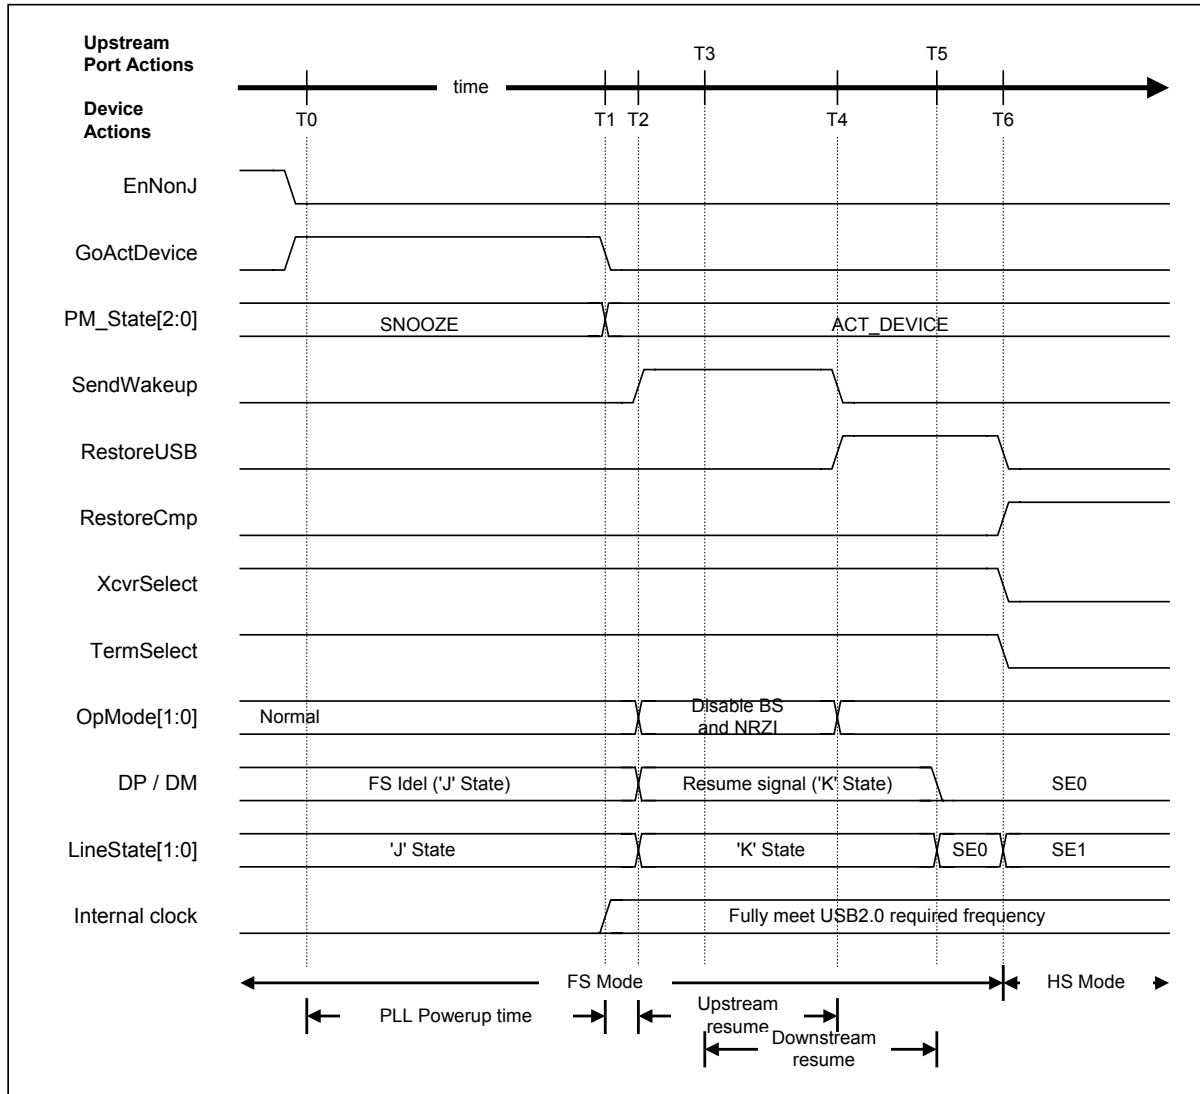 Upstream
Port Actions
T3
T5
time
Device
Actions
T0
T1
T2
T4
T6
EnNonJ
GoActDevice
PM_State[2:0]
SNOOZE
ACT_DEVICE
SendWakeup
RestoreUSB
RestoreCmp
XcvrSelect
TermSelect
OpMode[1:0]
Normal
Disable BS
and NRZI
DP / DM
FS Idel ('J' State)
Resume signal ('K' State)
SE0
LineState[1:0]
'J' State
'K' State
SE0
SE1
Internal clock
Fully meet USB2.0 required frequency
FS Mode
HS Mode
PLL Powerup time
Upstream
resume
Downstream
resume